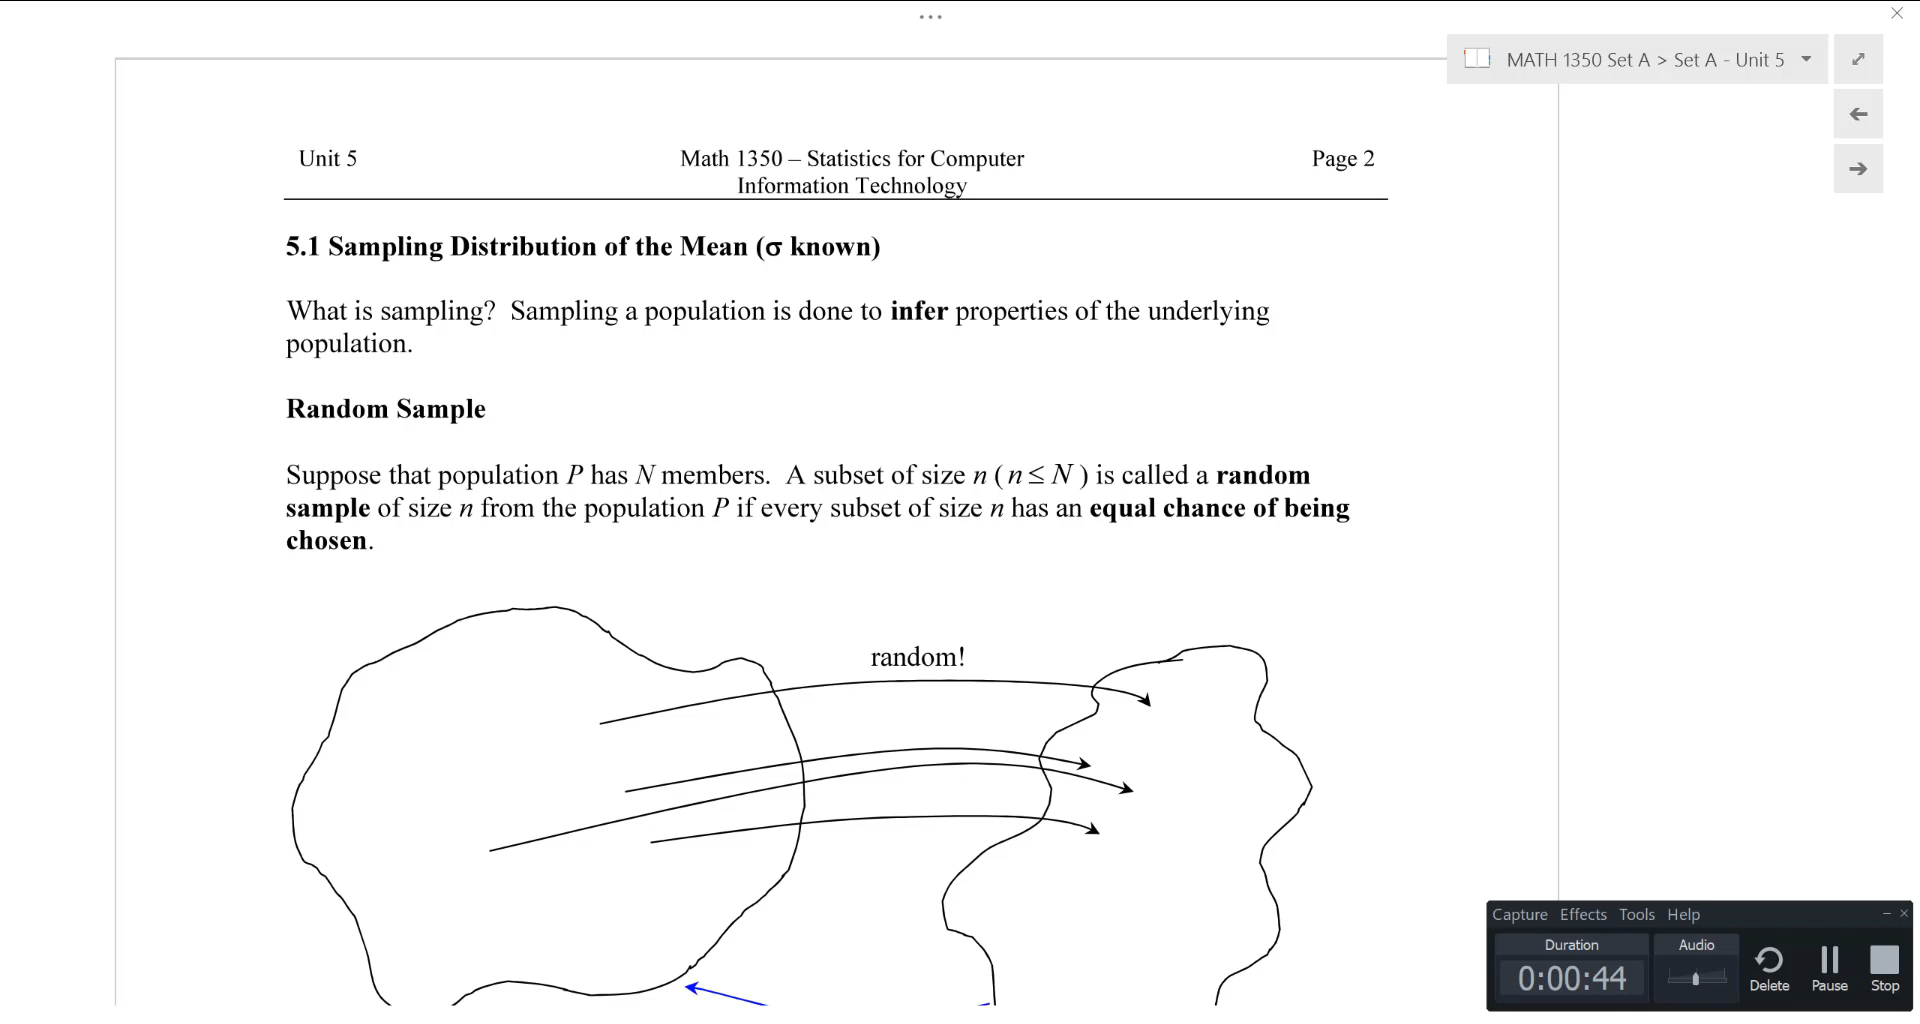 MATH 1350 Set A > Set A - Unit 5
Unit 5
Math 1350 – Statistics for Computer
Information Technology
Page 2
5.1 Sampling Distribution of the Mean (σ known)
What is sampling?  Sampling a population is done to infer properties of the underlying
population.
Random Sample
Suppose that population P has N members.  A subset of size n ( n ≤ N ) is called a random
sample of size n from the population P if every subset of size n has an equal chance of being
chosen.
random!
Capture Effects Tools Help
Duration
Audio
0:00:44
Delete
Pause
Stop